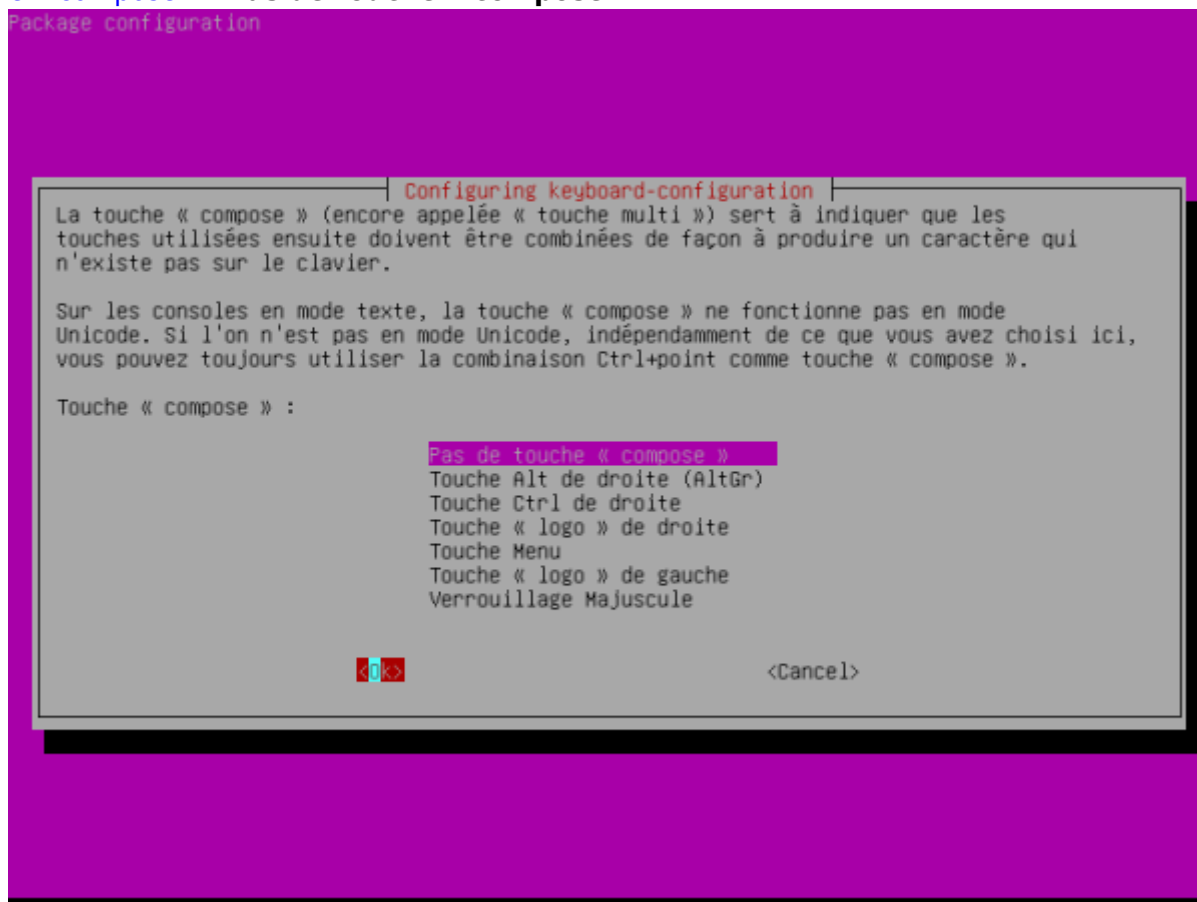 Package configuration
Configuring keyboard-configuration
La touche « compose » (encore appelée « touche multi ») sert à indiquer que les
touches utilisées ensuite doivent être combinées de façon à produire un caractère qui
n'existe pas sur le clavier.
Sur les consoles en mode texte, la touche « compose » ne fonctionne pas en mode
Unicode. Si l'on n'est pas en mode Unicode, indépendamment de ce que vous avez choisi ici,
vous pouvez toujours utiliser la combinaison Ctrl+point comme touche « compose ».
Touche « compose » :
Pas de touche « compose »
Touche Alt de droite (AltGr)
Touche Ctrl de droite
Touche « logo » de droite
Touche Menu
Touche « logo » de gauche
Verrouillage Majuscule
<Ok> <Cancel>